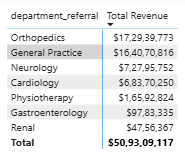 department_referral Total Revenue
Orthopedics $17,29,39,773
General Practice $16,40,70,816
Neurology $7,27,95,752
Cardiology $6,83,70,250
Physiotherapy $1,65,92,824
Gastroenterology $97,83,335
Renal $47,56,367
Total $50,93,09,117